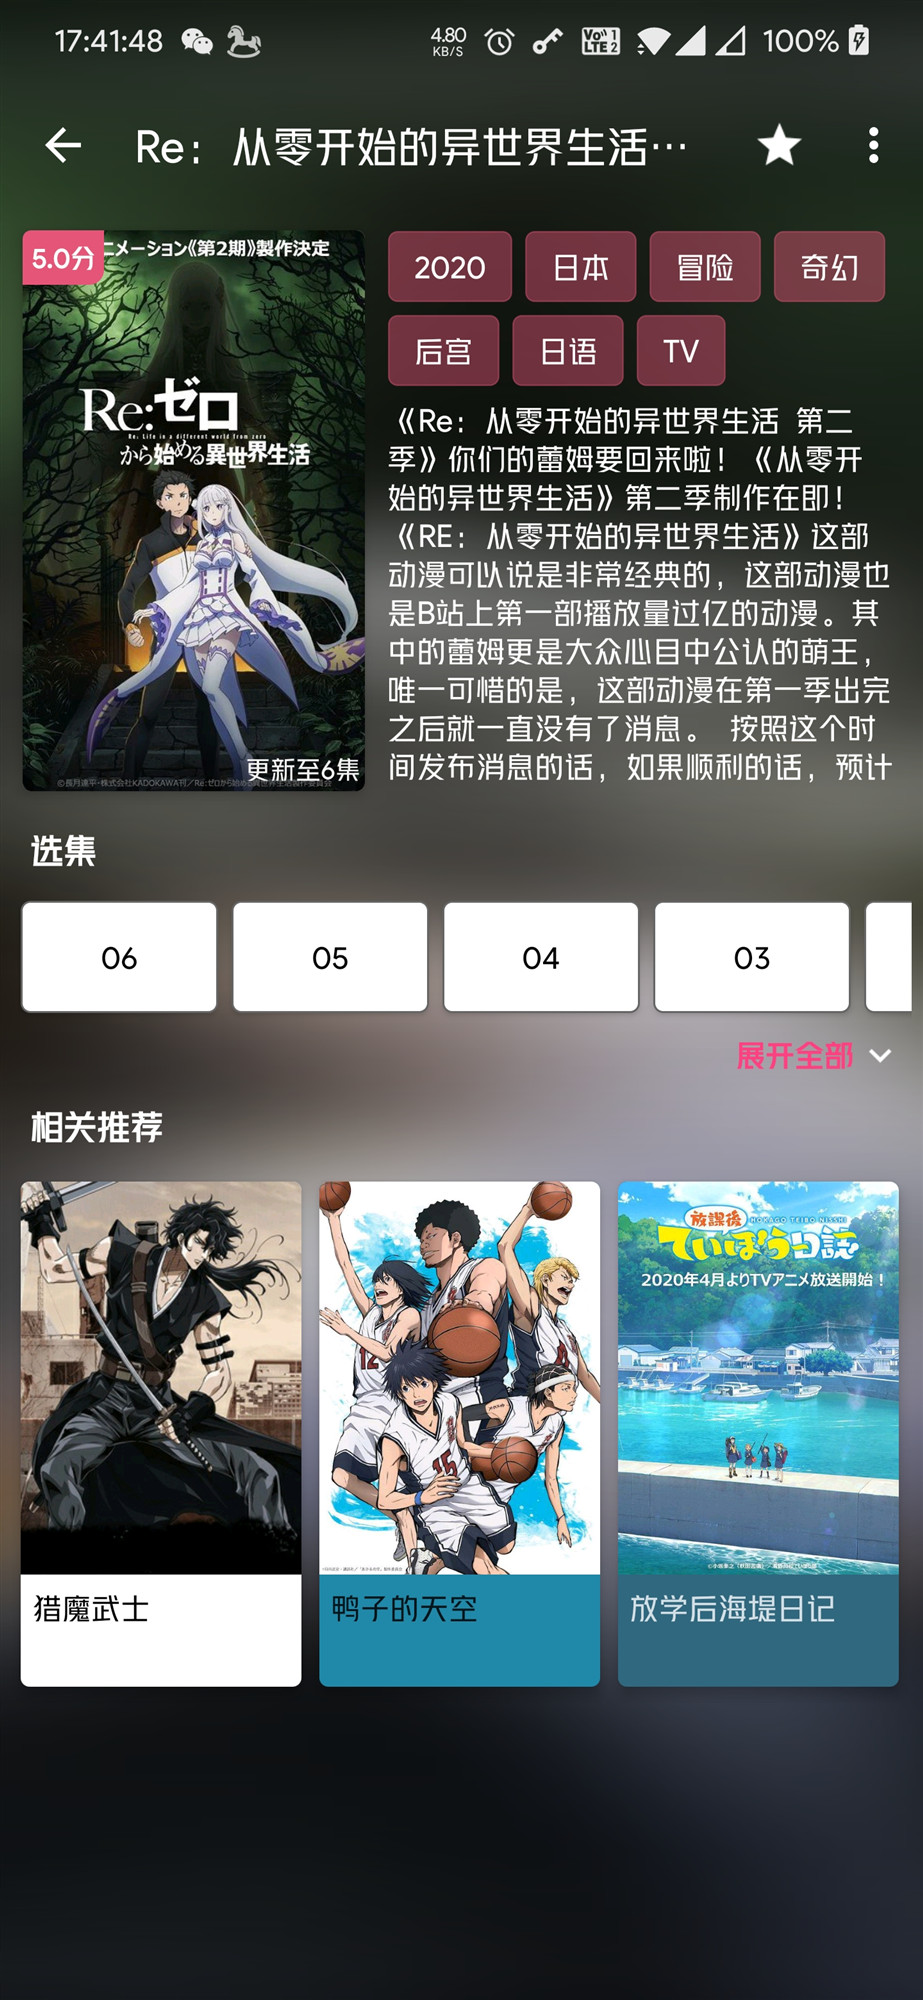 17:41:48 4.80 KB/S Vo)) 1 LTE 2 100%
Re：从零开始的异世界生活…
5.0分
ニメーション《第2期》製作決定
Re:ゼロ
Re: Life in a different world from zero
から始める異世界生活
更新至6集
2020 日本 冒险 奇幻
后宫 日语 TV
《Re：从零开始的异世界生活 第二
季》你们的蕾姆要回来啦！《从零开
始的异世界生活》第二季制作在即！
《RE：从零开始的异世界生活》这部
动漫可以说是非常经典的，这部动漫也
是B站上第一部播放量过亿的动漫。其
中的蕾姆更是大众心目中公认的萌王，
唯一可惜的是，这部动漫在第一季出完
之后就一直没有了消息。 按照这个时
间发布消息的话，如果顺利的话，预计
选集
06 05 04 03
展开全部
相关推荐
12
15
放課後
HOKAGO TEIBO NISSHI
ていぼう日誌
2020年4月よりTVアニメ放送開始！
猎魔武士 鸭子的天空 放学后海堤日记